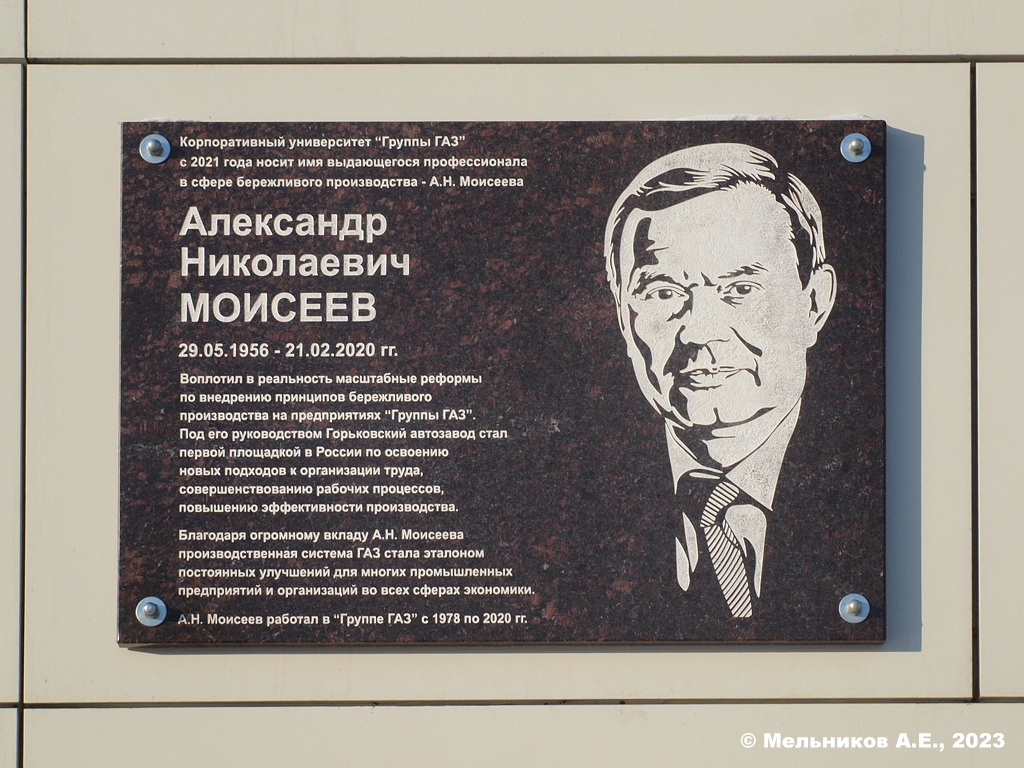 Корпоративный университет “Группы ГАЗ”
с 2021 года носит имя выдающегося профессионала
в сфере бережливого производства - А.Н. Моисеева
Александр
Николаевич
МОИСЕЕВ
29.05.1956 - 21.02.2020 гг.
Воплотил в реальность масштабные реформы
по внедрению принципов бережливого
производства на предприятиях “Группы ГАЗ”.
Под его руководством Горьковский автозавод стал
первой площадкой в России по освоению
новых подходов к организации труда,
совершенствованию рабочих процессов,
повышению эффективности производства.
Благодаря огромному вкладу А.Н. Моисеева
производственная система ГАЗ стала эталоном
постоянных улучшений для многих промышленных
предприятий и организаций во всех сферах экономики.
А.Н. Моисеев работал в “Группе ГАЗ” с 1978 по 2020 гг.
© Мельников А.Е., 2023